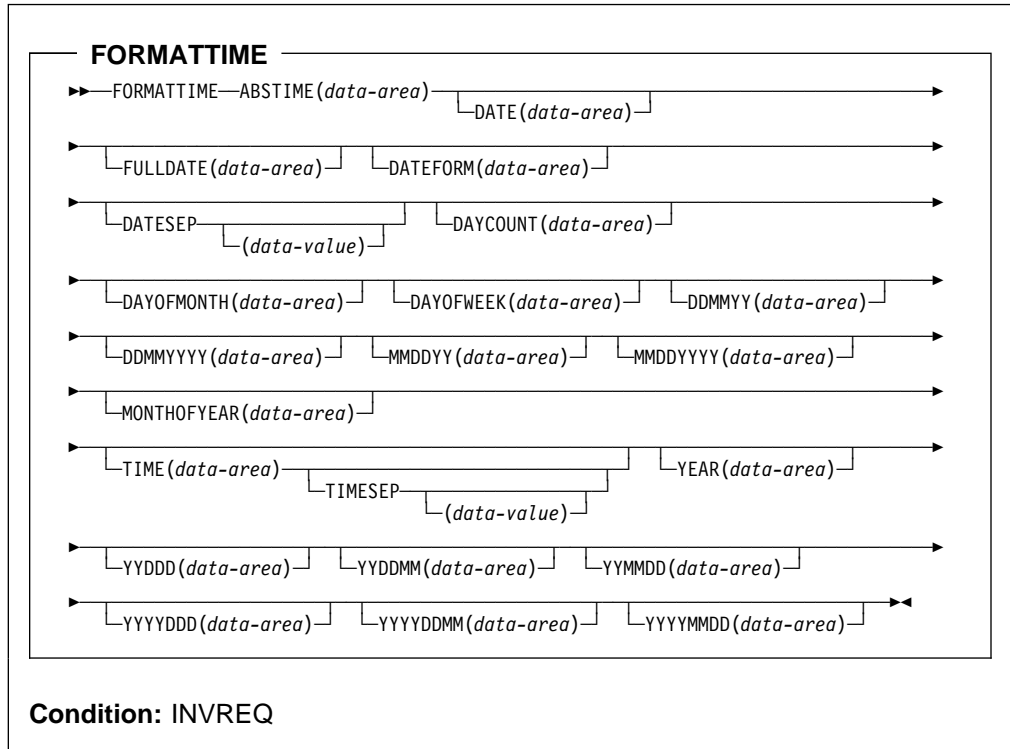 FORMATTIME
FORMATTIME ABSTIME(data-area)
DATE(data-area)
FULLDATE(data-area) DATEFORM(data-area)
DATESEP DAYCOUNT(data-area)
(data-value)
DAYOFMONTH(data-area) DAYOFWEEK(data-area) DDMMYY(data-area)
DDMMYYYY(data-area) MMDDYY(data-area) MMDDYYYY(data-area)
MONTHOFYEAR(data-area)
TIME(data-area) YEAR(data-area)
TIMESEP
(data-value)
YYDDD(data-area) YYDDMM(data-area) YYMMDD(data-area)
YYYYDDD(data-area) YYYYDDMM(data-area) YYYYMMDD(data-area)
Condition: INVREQ